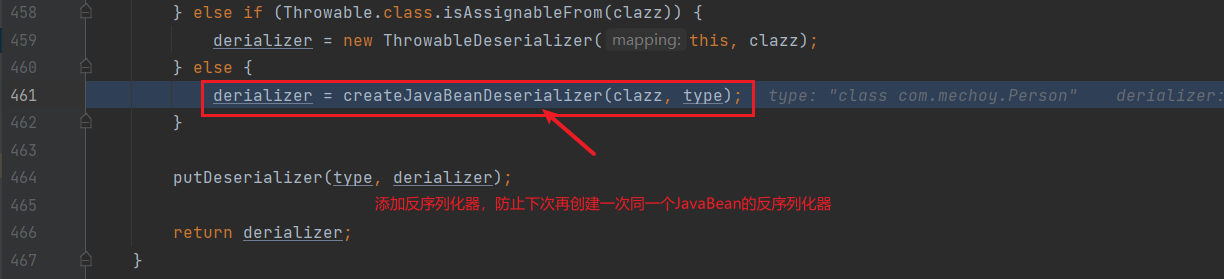 458 } else if (Throwable.class.isAssignableFrom(clazz)) {
459 derializer = new ThrowableDeserializer( mapping: this, clazz);
460 } else {
461 derializer = createJavaBeanDeserializer(clazz, type); type: "class com.mechoy.Person" derializer:
462 }
463
464 putDeserializer(type, derializer);
465 添加反序列化器，防止下次再创建一次同一个JavaBean的反序列化器
466 return derializer;
467 }